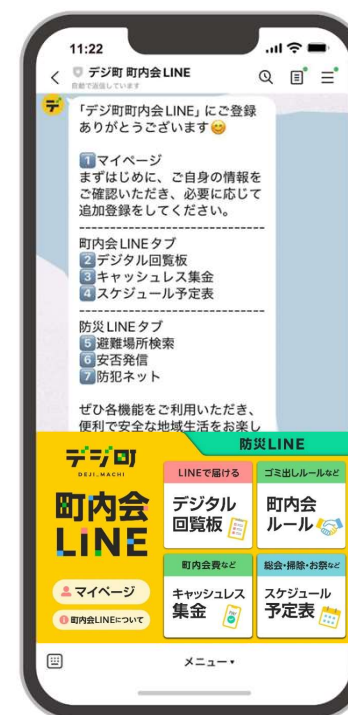 11:22
デジ町 町内会LINE
自動で返信しています
デ
「デジ町町内会LINE」にご登録
ありがとうございます😊
1️⃣マイページ
まずはじめに、ご自身の情報を
ご確認いただき、必要に応じて
追加登録をしてください。
-----------------------------
町内会LINEタブ
2️⃣デジタル回覧板
3️⃣キャッシュレス集金
4️⃣スケジュール予定表
-----------------------------
防災LINEタブ
5️⃣避難場所検索
6️⃣安否発信
7️⃣防犯ネット
ぜひ各機能をご利用いただき、
便利で安全な地域生活をお楽し
防災LINE
デジ町
DEJI.MACHI
町内会
LINE
マイページ
町内会LINEについて
LINEで届ける
デジタル
回覧板
ゴミ出しルールなど
町内会
ルール
町内会費など
キャッシュレス
集金
総会・掃除・お祭など
スケジュール
予定表
メニュー▾